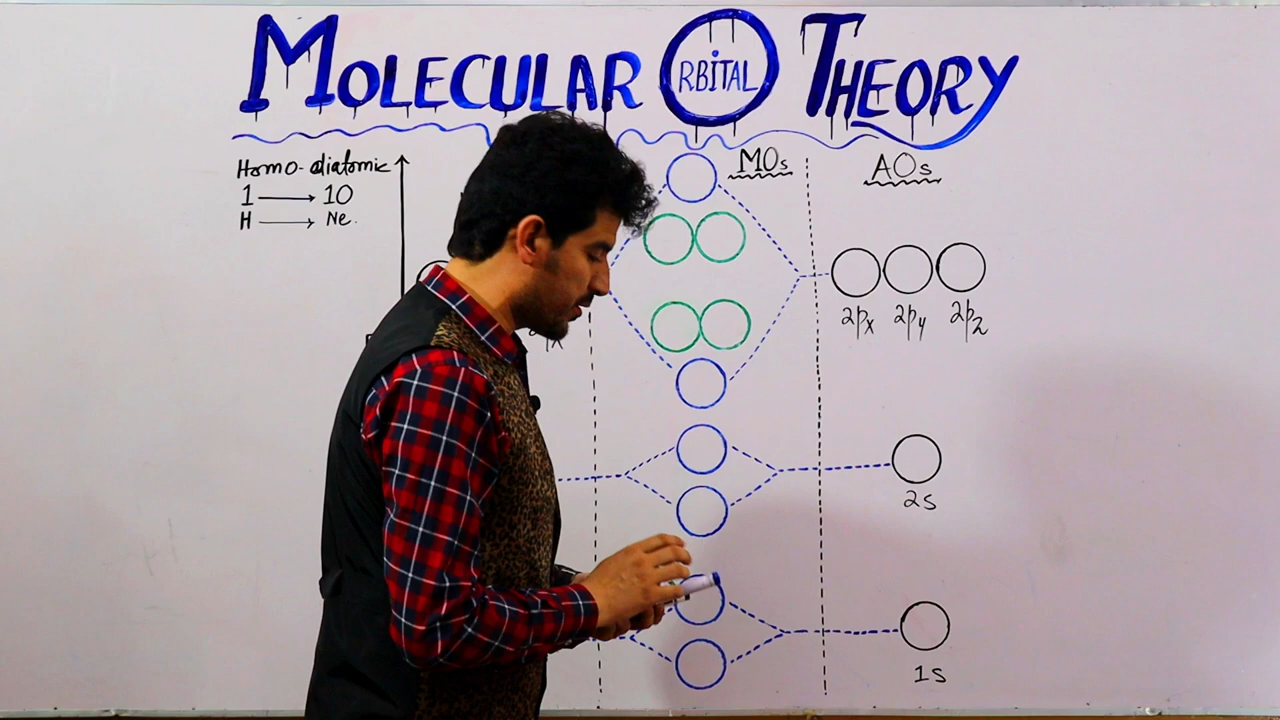 MOLECULAR ORBITAL THEORY
Homo-diatomic
1 → 10
H → Ne.
MOs
AOs
2px 2py 2pz
2s
1s